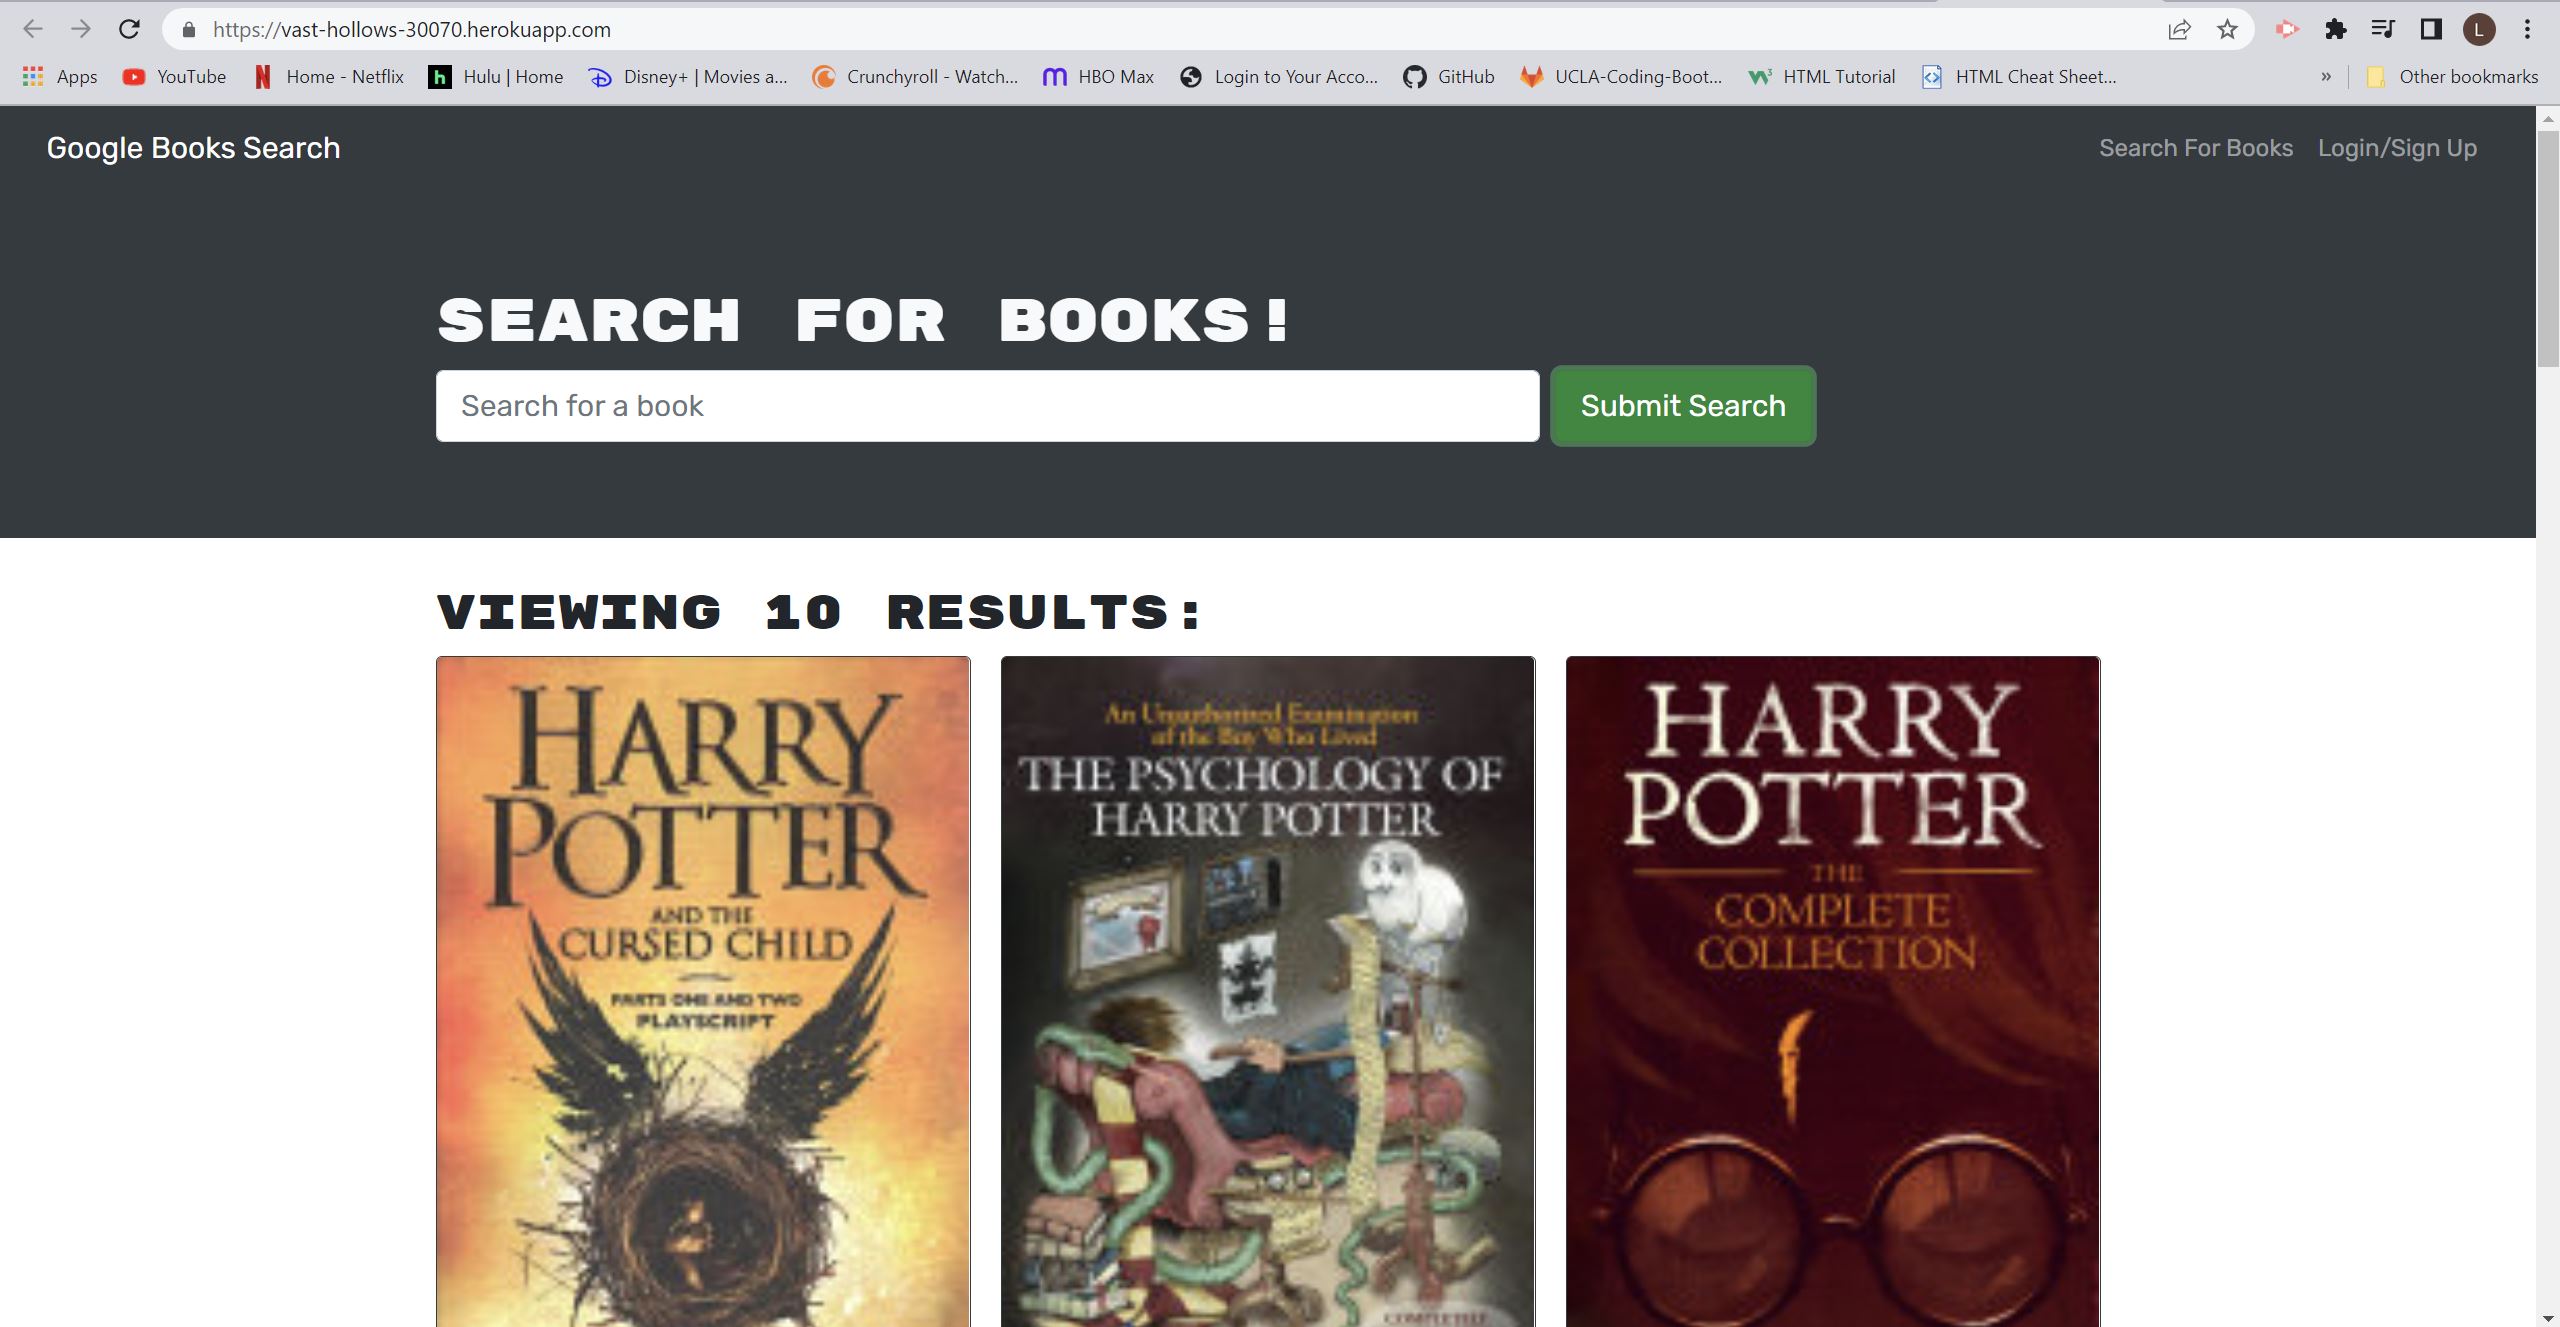 https://vast-hollows-30070.herokuapp.com
L
Apps
YouTube
Home - Netflix
Hulu | Home
Disney+ | Movies a...
Crunchyroll - Watch...
HBO Max
Login to Your Acco...
GitHub
UCLA-Coding-Boot...
HTML Tutorial
HTML Cheat Sheet...
»
Other bookmarks
Google Books Search
Search For Books
Login/Sign Up
SEARCH FOR BOOKS!
Search for a book
Submit Search
VIEWING 10 RESULTS:
HARRY
POTTER
AND THE
CURSED CHILD
PARTS ONE AND TWO
PLAYSCRIPT
An Unauthorized Examination
of the Boy Who Lived
THE PSYCHOLOGY OF
HARRY POTTER
COMPLETELY
HARRY
POTTER
THE
COMPLETE
COLLECTION